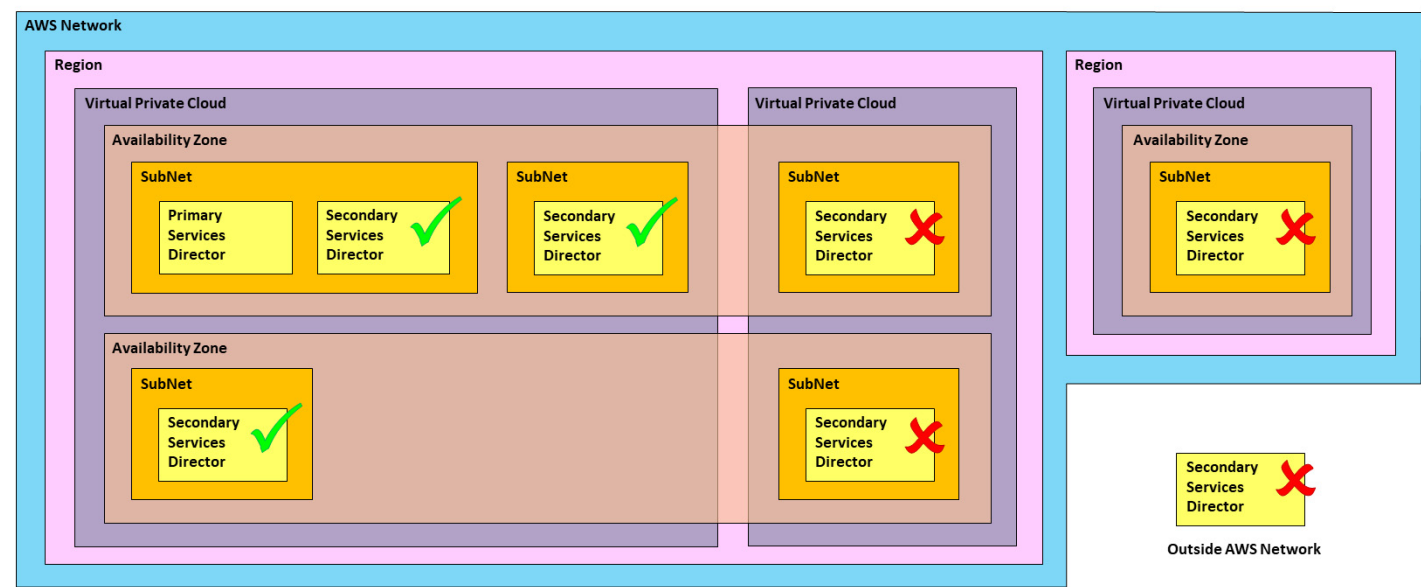 AWS Network
Region
Virtual Private Cloud
Availability Zone
SubNet
Primary
Services
Director
Secondary
Services
Director
SubNet
Secondary
Services
Director
Virtual Private Cloud
SubNet
Secondary
Services
Director
Availability Zone
SubNet
Secondary
Services
Director
SubNet
Secondary
Services
Director
Region
Virtual Private Cloud
Availability Zone
SubNet
Secondary
Services
Director
Secondary
Services
Director
Outside AWS Network